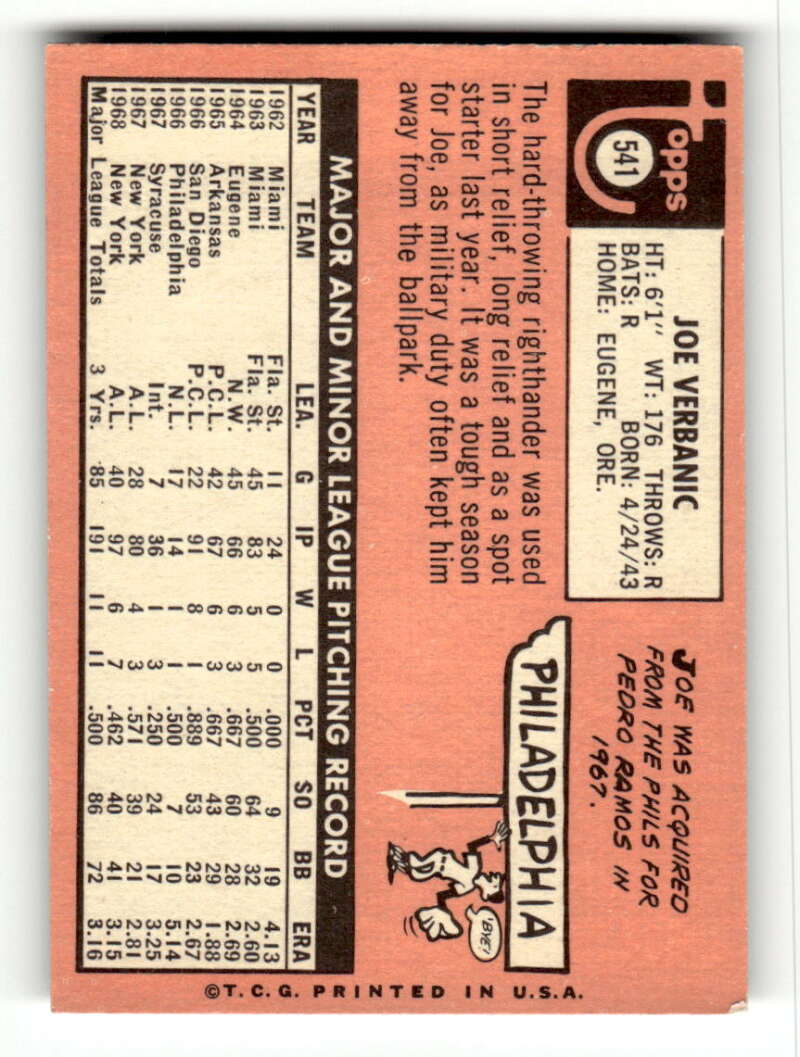 Topps
541
JOE VERBANIC
HT: 6'1" WT: 176 THROWS: R
BATS: R BORN: 4/24/43
HOME: EUGENE, ORE.
The hard-throwing righthander was used
in short relief, long relief and as a spot
starter last year. It was a tough season
for Joe, as military duty often kept him
away from the ballpark.
JOE WAS ACQUIRED
FROM THE PHILS FOR
PEDRO RAMOS IN
1967.
PHILADELPHIA
'BYE!
MAJOR AND MINOR LEAGUE PITCHING RECORD
YEAR TEAM LEA. G IP W L PCT SO BB ERA
1962 Miami Fla. St. 11 24 0 0 .000 9 19 4.13
1963 Miami Fla. St. 45 83 5 5 .500 64 32 2.60
1964 Eugene N.W. 45 66 6 3 .667 60 28 2.69
1965 Arkansas P.C.L. 42 67 6 3 .667 43 29 1.88
1966 San Diego P.C.L. 22 91 8 1 .889 53 23 2.67
1966 Philadelphia N.L. 17 14 1 1 .500 7 10 5.14
1967 Syracuse Int. 7 36 1 3 .250 24 17 3.25
1967 New York A.L. 28 80 4 3 .571 39 21 2.81
1968 New York A.L. 40 97 6 7 .462 40 41 3.15
Major League Totals 3 Yrs. 85 191 11 11 .500 86 72 3.16
©T.C.G. PRINTED IN U.S.A.